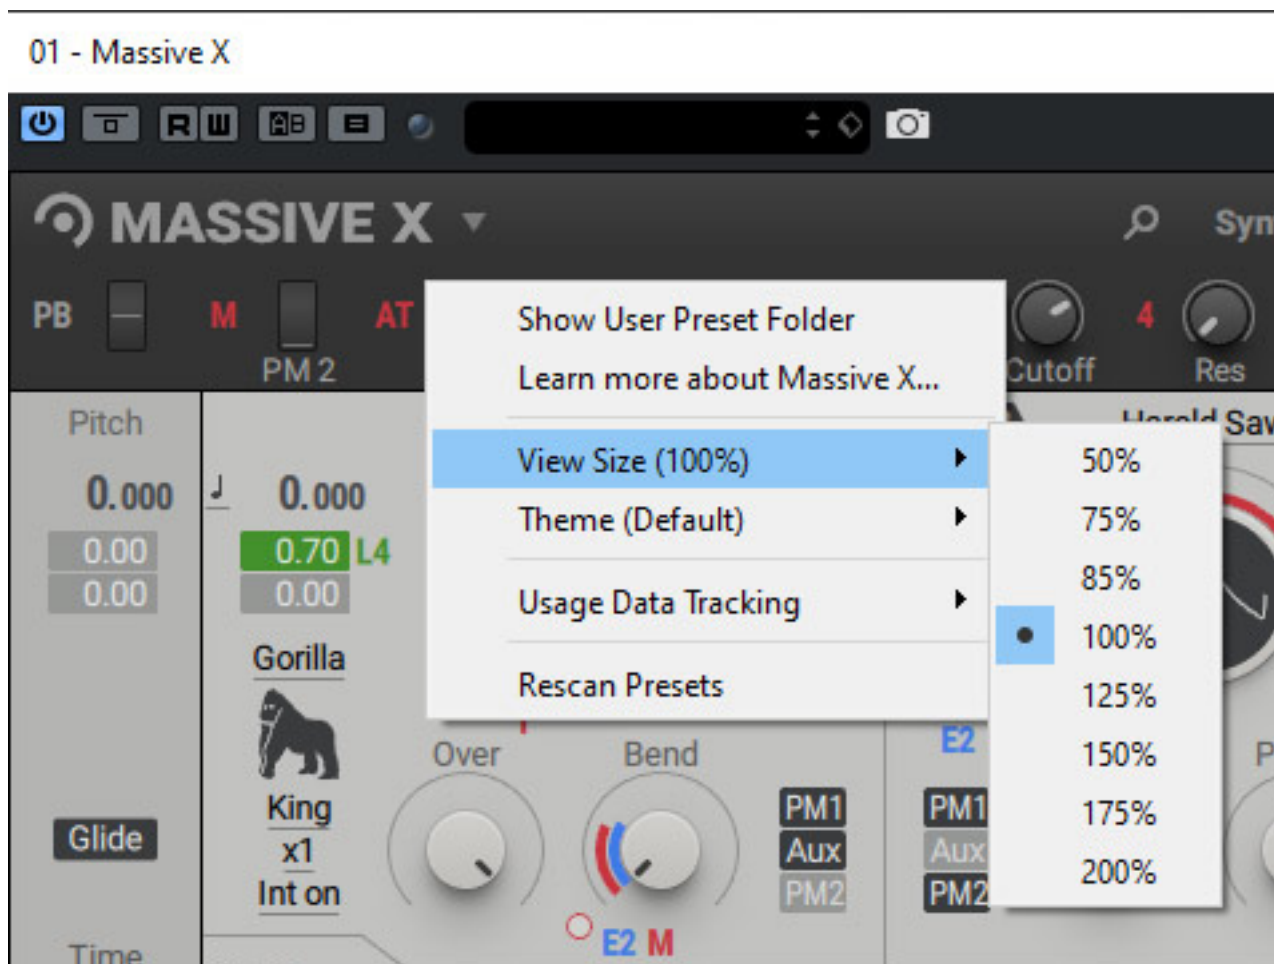 01 - Massive X
R W AB
MASSIVE X
PB M AT 4
PM 2 Cutoff Res
Show User Preset Folder
Learn more about Massive X...
View Size (100%)
Theme (Default)
Usage Data Tracking
Rescan Presets
50%
75%
85%
100%
125%
150%
175%
200%
Pitch
0.000 0.000
0.00 0.70 L4
0.00 0.00
Gorilla
Over Bend E2
King
x1
Int on
Glide
PM1 PM1
Aux Aux
PM2 PM2
E2 M
Time